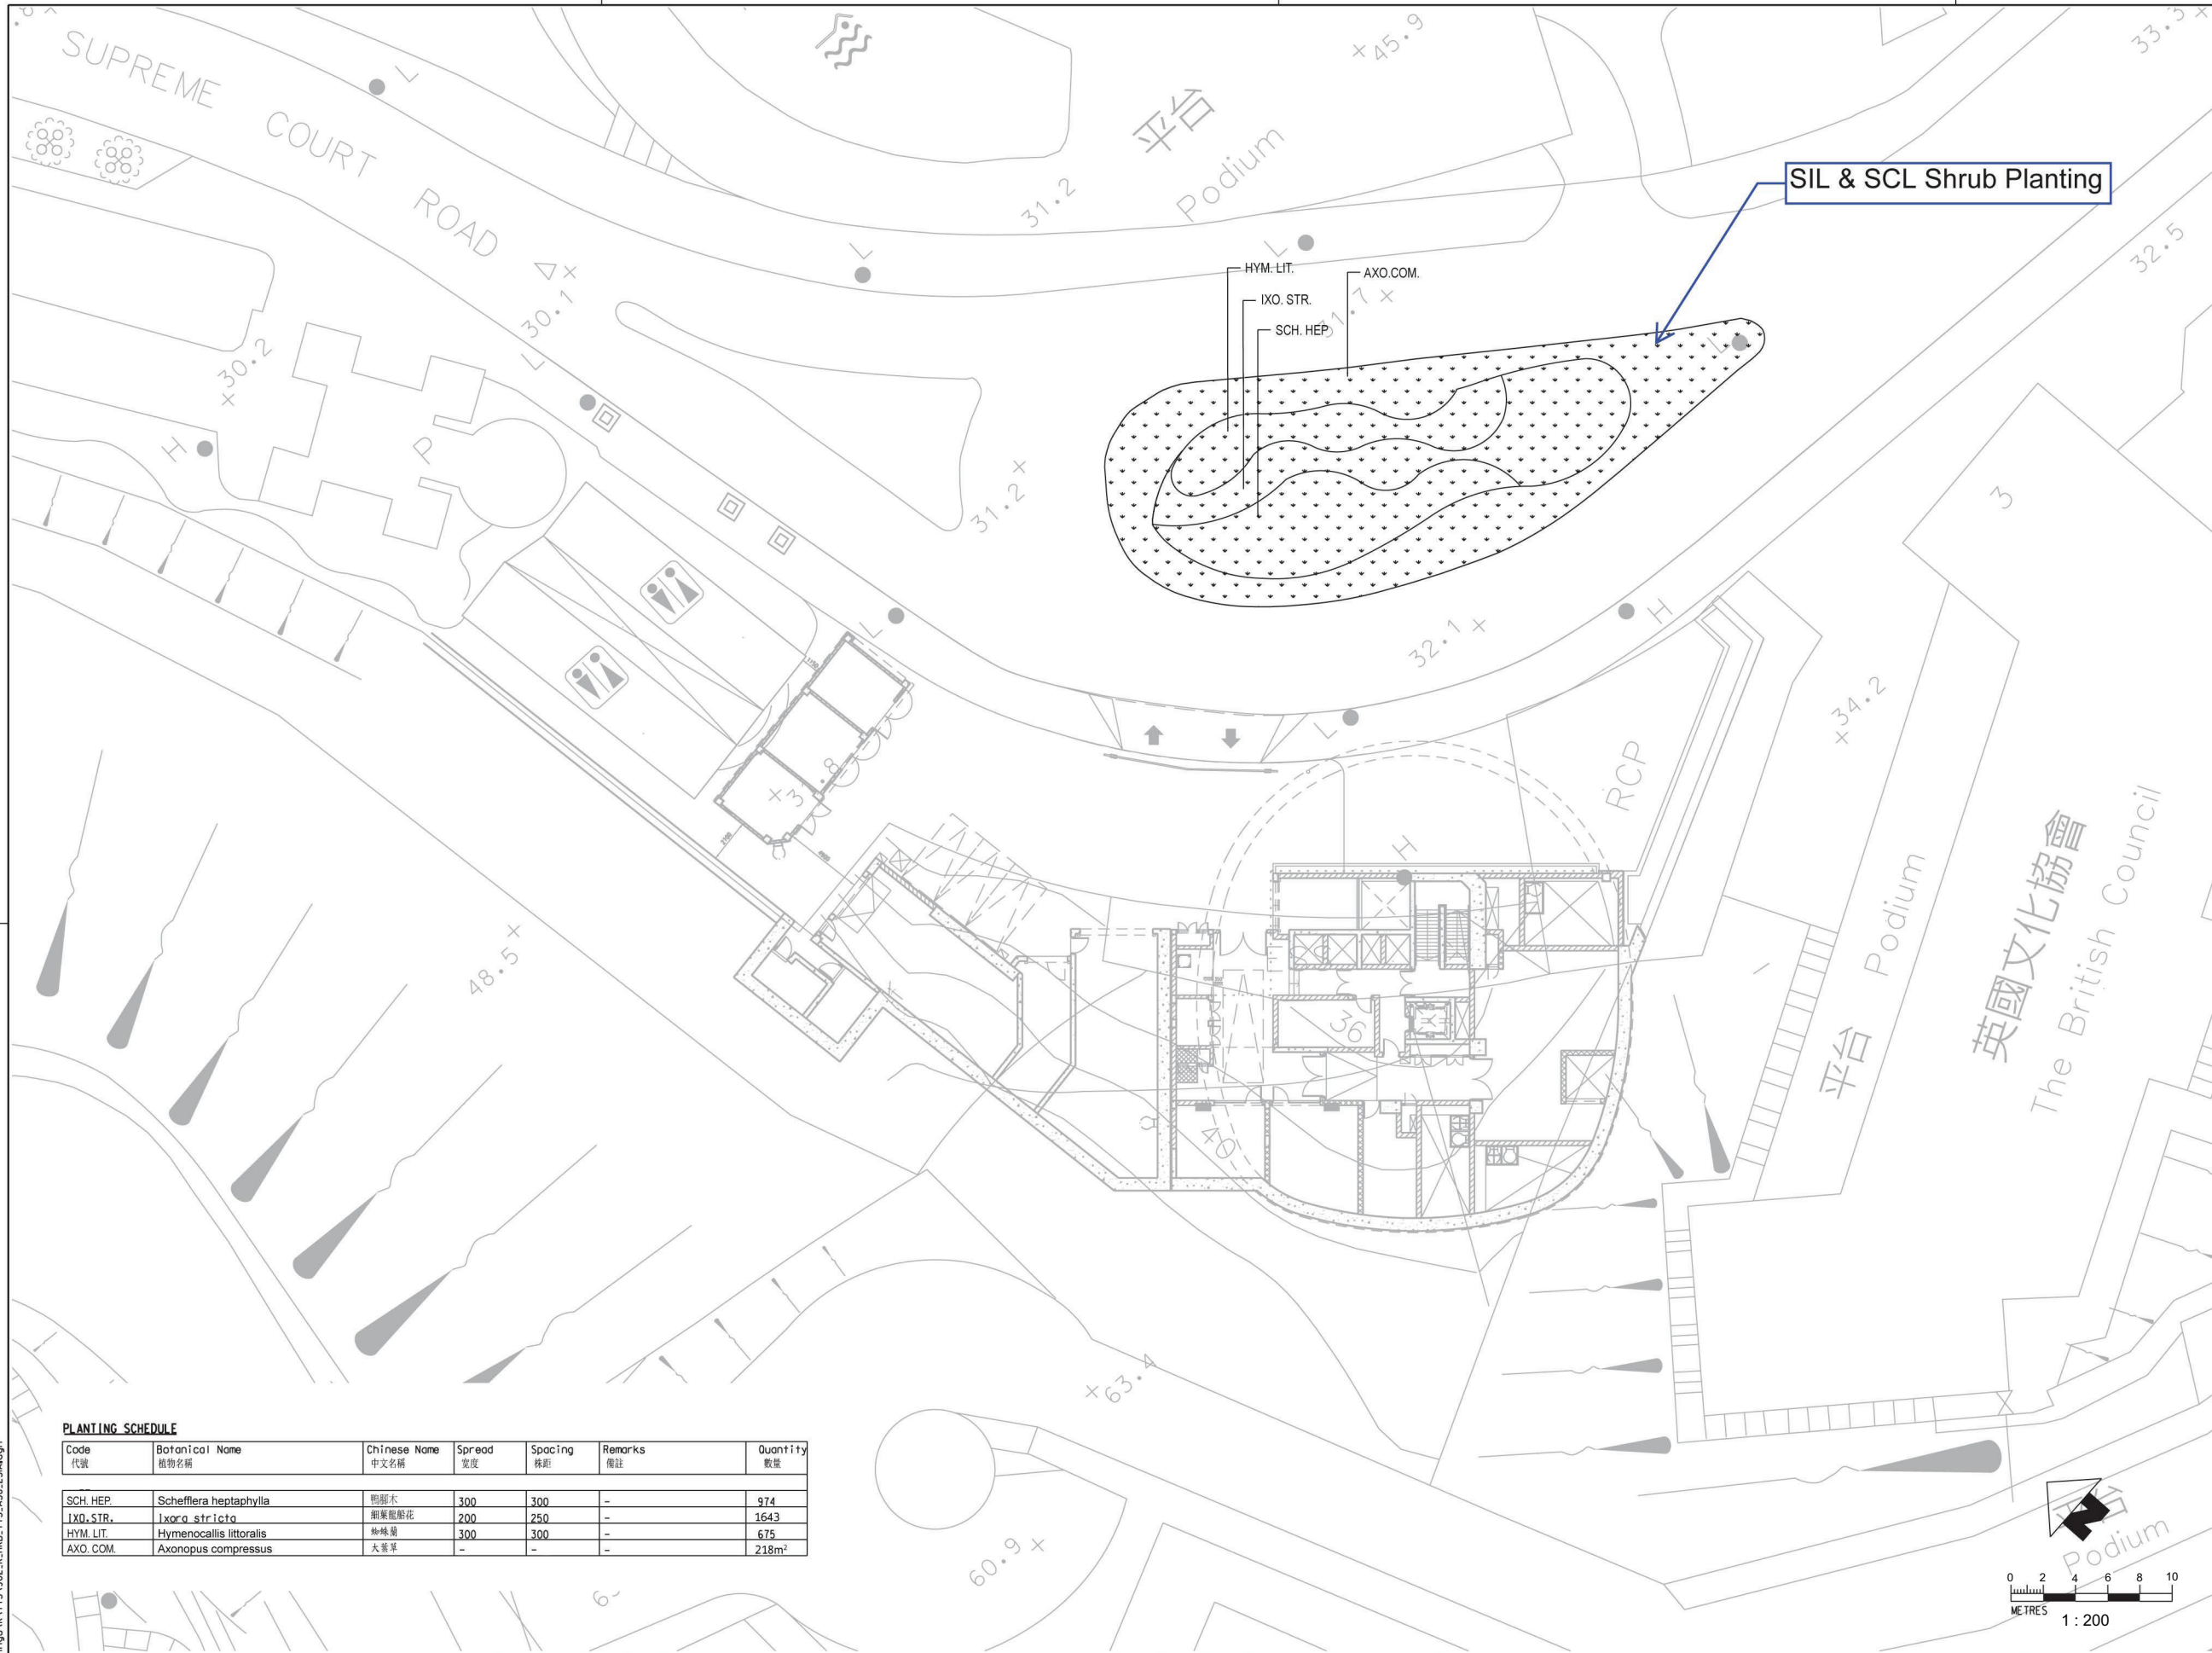 SUPREME COURT ROAD
L
平台
Podium
+45.9
33.3
SIL & SCL Shrub Planting
31.2
L
L
32.5
HYM. LIT.
AXO.COM.
IXO. STR.
SCH. HEP
30.1
L
30.2
L
H
P
31.2
3
L
H
32.1
L
34.2
RCP
H
英國文化協會
The British Council
平台
Podium
48.5
36
40
63.4
60.9
PLANTING SCHEDULE
Code Botanical Name Chinese Name Spread Spacing Remarks Quantity
代號 植物名稱 中文名稱 宽度 株距 備註 數量
SCH. HEP. Schefflera heptaphylla 鴨腳木 300 300 - 974
IXO.STR. Ixora stricta 細葉龍船花 200 250 - 1643
HYM. LIT. Hymenocallis littoralis 蜘蛛蘭 300 300 - 675
AXO. COM. Axonopus compressus 大葉草 - - - 218m²
平台
Podium
0 2 4 6 8 10
METRES
1 : 200